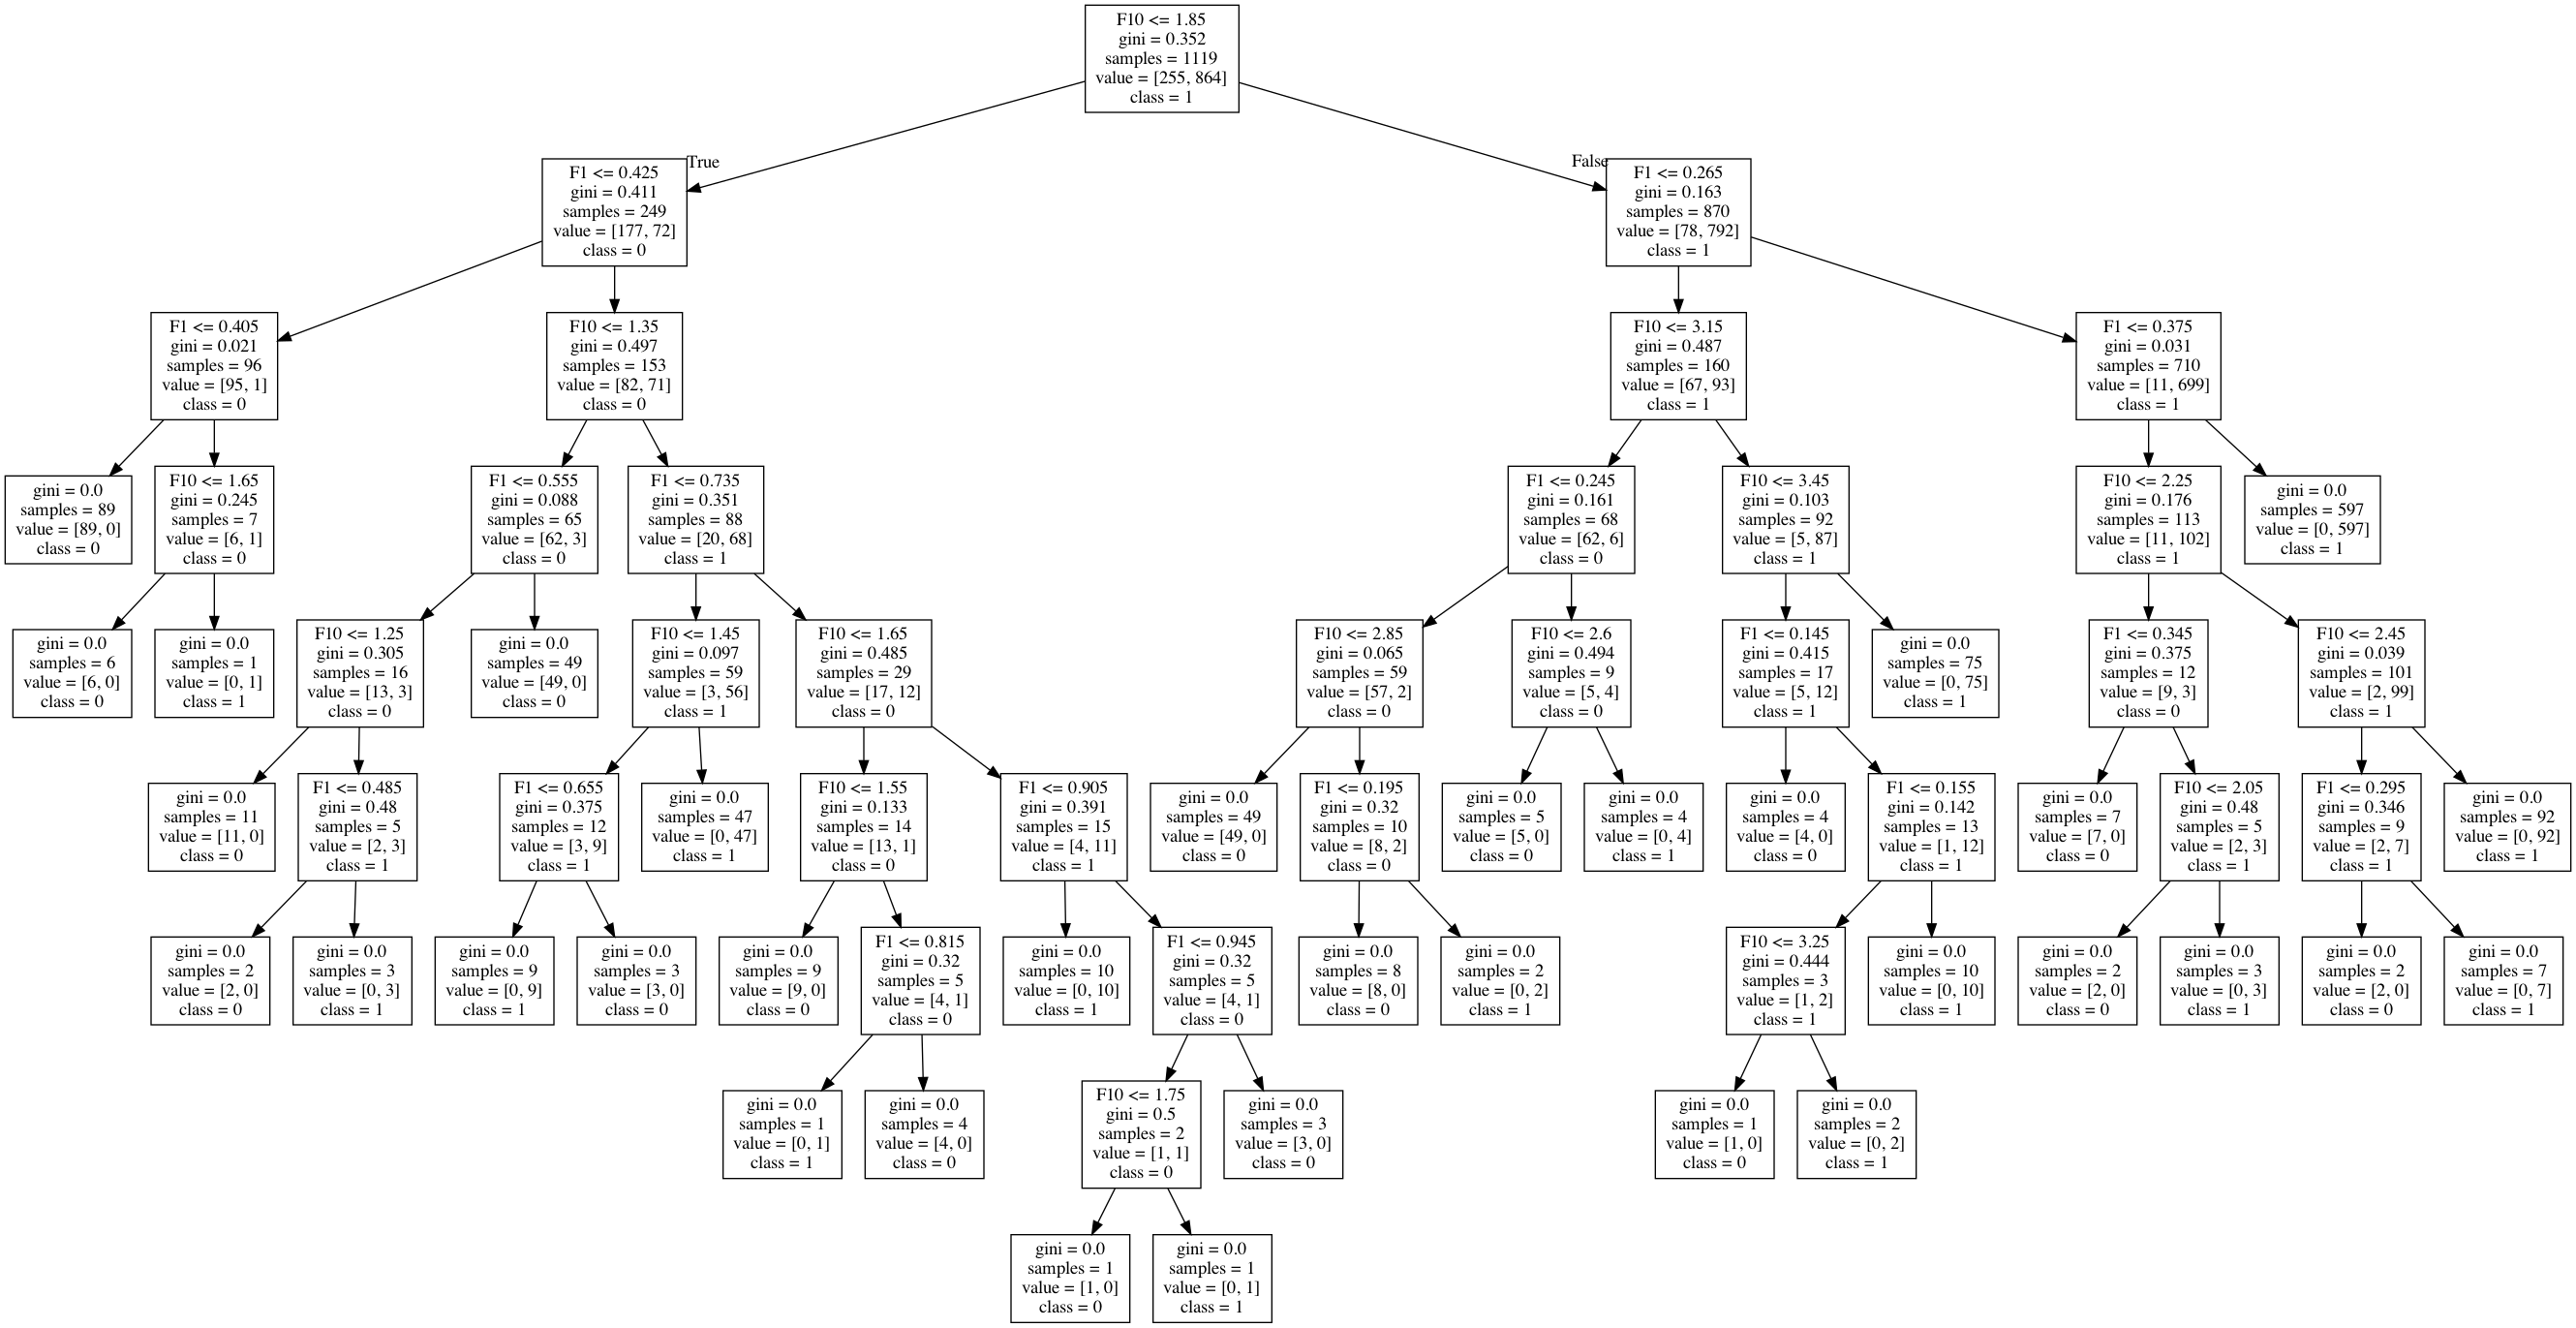 F10 <= 1.85
gini = 0.352
samples = 1119
value = [255, 864]
class = 1
True
False
F1 <= 0.425
gini = 0.411
samples = 249
value = [177, 72]
class = 0
F1 <= 0.265
gini = 0.163
samples = 870
value = [78, 792]
class = 1
F1 <= 0.405
gini = 0.021
samples = 96
value = [95, 1]
class = 0
F10 <= 1.35
gini = 0.497
samples = 153
value = [82, 71]
class = 0
F10 <= 3.15
gini = 0.487
samples = 160
value = [67, 93]
class = 1
F1 <= 0.375
gini = 0.031
samples = 710
value = [11, 699]
class = 1
gini = 0.0
samples = 89
value = [89, 0]
class = 0
F10 <= 1.65
gini = 0.245
samples = 7
value = [6, 1]
class = 0
F1 <= 0.555
gini = 0.088
samples = 65
value = [62, 3]
class = 0
F1 <= 0.735
gini = 0.351
samples = 88
value = [20, 68]
class = 1
F1 <= 0.245
gini = 0.161
samples = 68
value = [62, 6]
class = 0
F10 <= 3.45
gini = 0.103
samples = 92
value = [5, 87]
class = 1
F10 <= 2.25
gini = 0.176
samples = 113
value = [11, 102]
class = 1
gini = 0.0
samples = 597
value = [0, 597]
class = 1
gini = 0.0
samples = 6
value = [6, 0]
class = 0
gini = 0.0
samples = 1
value = [0, 1]
class = 1
F10 <= 1.25
gini = 0.305
samples = 16
value = [13, 3]
class = 0
gini = 0.0
samples = 49
value = [49, 0]
class = 0
F10 <= 1.45
gini = 0.097
samples = 59
value = [3, 56]
class = 1
F10 <= 1.65
gini = 0.485
samples = 29
value = [17, 12]
class = 0
F10 <= 2.85
gini = 0.065
samples = 59
value = [57, 2]
class = 0
F10 <= 2.6
gini = 0.494
samples = 9
value = [5, 4]
class = 0
F1 <= 0.145
gini = 0.415
samples = 17
value = [5, 12]
class = 1
gini = 0.0
samples = 75
value = [0, 75]
class = 1
F1 <= 0.345
gini = 0.375
samples = 12
value = [9, 3]
class = 0
F10 <= 2.45
gini = 0.039
samples = 101
value = [2, 99]
class = 1
gini = 0.0
samples = 11
value = [11, 0]
class = 0
F1 <= 0.485
gini = 0.48
samples = 5
value = [2, 3]
class = 1
F1 <= 0.655
gini = 0.375
samples = 12
value = [3, 9]
class = 1
gini = 0.0
samples = 47
value = [0, 47]
class = 1
F10 <= 1.55
gini = 0.133
samples = 14
value = [13, 1]
class = 0
F1 <= 0.905
gini = 0.391
samples = 15
value = [4, 11]
class = 1
gini = 0.0
samples = 49
value = [49, 0]
class = 0
F1 <= 0.195
gini = 0.32
samples = 10
value = [8, 2]
class = 0
gini = 0.0
samples = 5
value = [5, 0]
class = 0
gini = 0.0
samples = 4
value = [0, 4]
class = 1
gini = 0.0
samples = 4
value = [4, 0]
class = 0
F1 <= 0.155
gini = 0.142
samples = 13
value = [1, 12]
class = 1
gini = 0.0
samples = 7
value = [7, 0]
class = 0
F10 <= 2.05
gini = 0.48
samples = 5
value = [2, 3]
class = 1
F1 <= 0.295
gini = 0.346
samples = 9
value = [2, 7]
class = 1
gini = 0.0
samples = 92
value = [0, 92]
class = 1
gini = 0.0
samples = 2
value = [2, 0]
class = 0
gini = 0.0
samples = 3
value = [0, 3]
class = 1
gini = 0.0
samples = 9
value = [0, 9]
class = 1
gini = 0.0
samples = 3
value = [3, 0]
class = 0
gini = 0.0
samples = 9
value = [9, 0]
class = 0
F1 <= 0.815
gini = 0.32
samples = 5
value = [4, 1]
class = 0
gini = 0.0
samples = 10
value = [0, 10]
class = 1
F1 <= 0.945
gini = 0.32
samples = 5
value = [4, 1]
class = 0
gini = 0.0
samples = 8
value = [8, 0]
class = 0
gini = 0.0
samples = 2
value = [0, 2]
class = 1
F10 <= 3.25
gini = 0.444
samples = 3
value = [1, 2]
class = 1
gini = 0.0
samples = 10
value = [0, 10]
class = 1
gini = 0.0
samples = 2
value = [2, 0]
class = 0
gini = 0.0
samples = 3
value = [0, 3]
class = 1
gini = 0.0
samples = 2
value = [2, 0]
class = 0
gini = 0.0
samples = 7
value = [0, 7]
class = 1
gini = 0.0
samples = 1
value = [0, 1]
class = 1
gini = 0.0
samples = 4
value = [4, 0]
class = 0
F10 <= 1.75
gini = 0.5
samples = 2
value = [1, 1]
class = 0
gini = 0.0
samples = 3
value = [3, 0]
class = 0
gini = 0.0
samples = 1
value = [1, 0]
class = 0
gini = 0.0
samples = 2
value = [0, 2]
class = 1
gini = 0.0
samples = 1
value = [1, 0]
class = 0
gini = 0.0
samples = 1
value = [0, 1]
class = 1